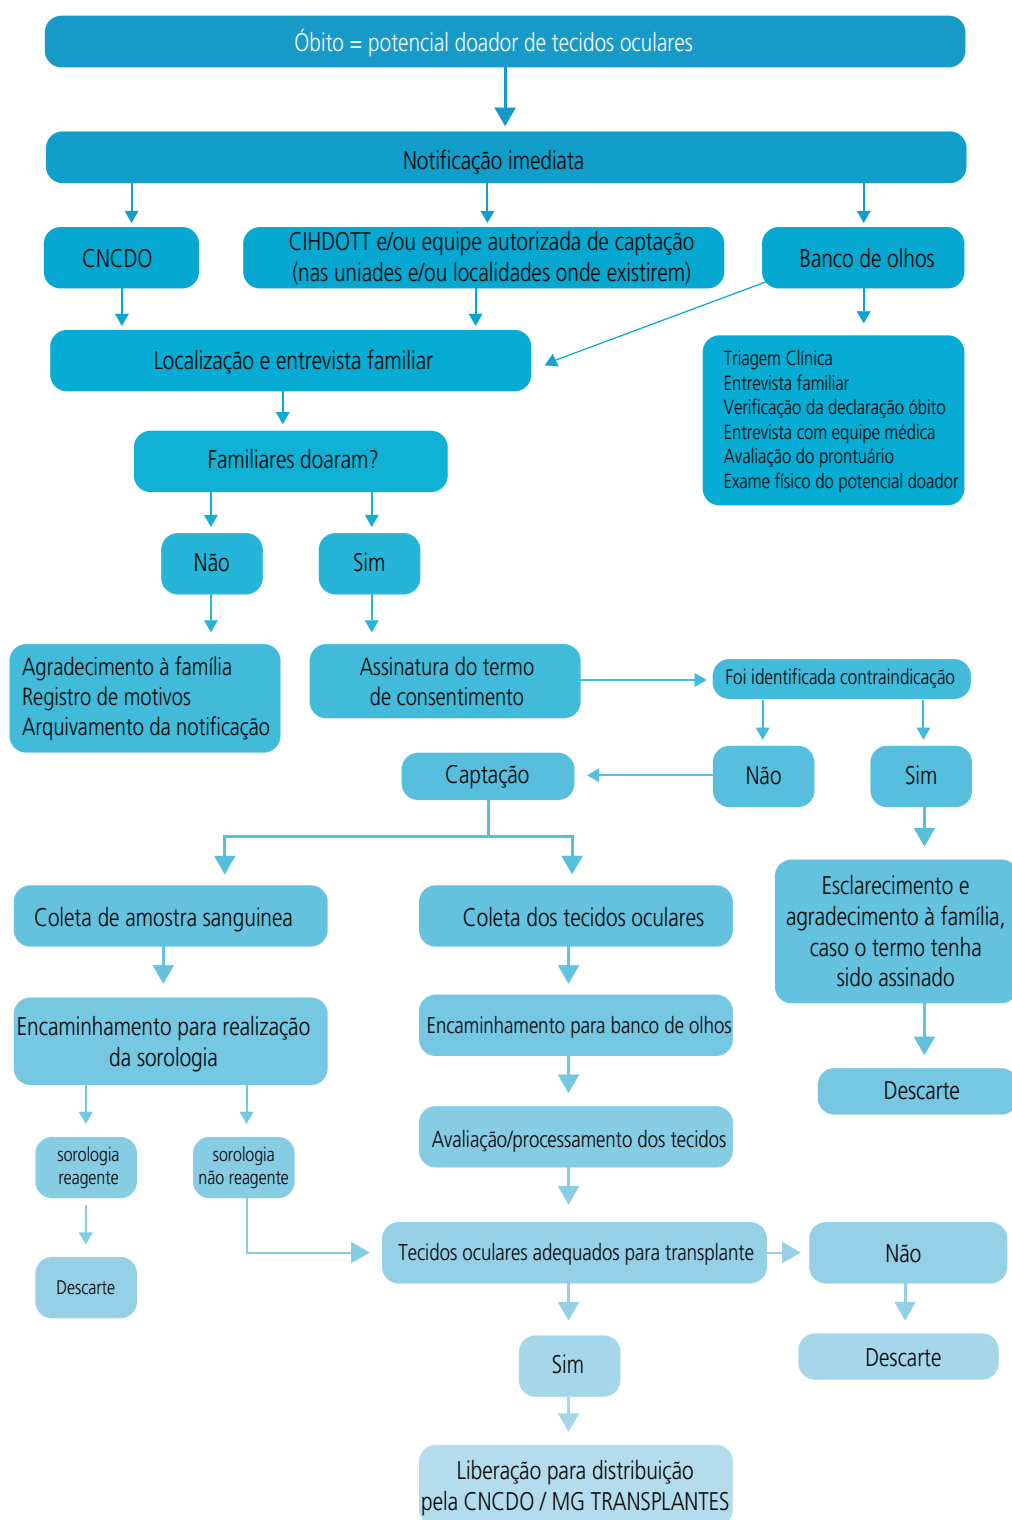 Óbito = potencial doador de tecidos oculares
Notificação imediata
CNCDO
CIHDOTT e/ou equipe autorizada de captação
(nas uniades e/ou localidades onde existirem)
Banco de olhos
Localização e entrevista familiar
Triagem Clínica
Entrevista familiar
Verificação da declaração óbito
Entrevista com equipe médica
Avaliação do prontuário
Exame físico do potencial doador
Familiares doaram?
Não
Sim
Agradecimento à família
Registro de motivos
Arquivamento da notificação
Assinatura do termo
de consentimento
Foi identificada contraindicação
Captação
Não
Sim
Coleta de amostra sanguinea
Coleta dos tecidos oculares
Esclarecimento e
agradecimento à família,
caso o termo tenha
sido assinado
Encaminhamento para realização
da sorologia
Encaminhamento para banco de olhos
Descarte
Avaliação/processamento dos tecidos
sorologia
reagente
sorologia
não reagente
Tecidos oculares adequados para transplante
Não
Descarte
Sim
Descarte
Liberação para distribuição
pela CNCDO / MG TRANSPLANTES